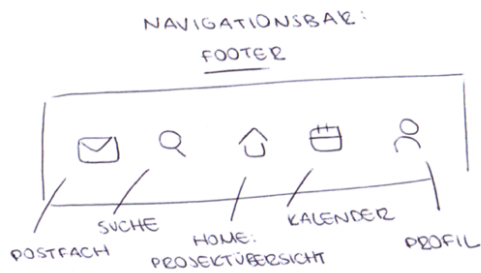 NAVIGATIONSBAR:
FOOTER
POSTFACH
SUCHE
HOME:
PROJEKTÜBERSICHT
KALENDER
PROFIL